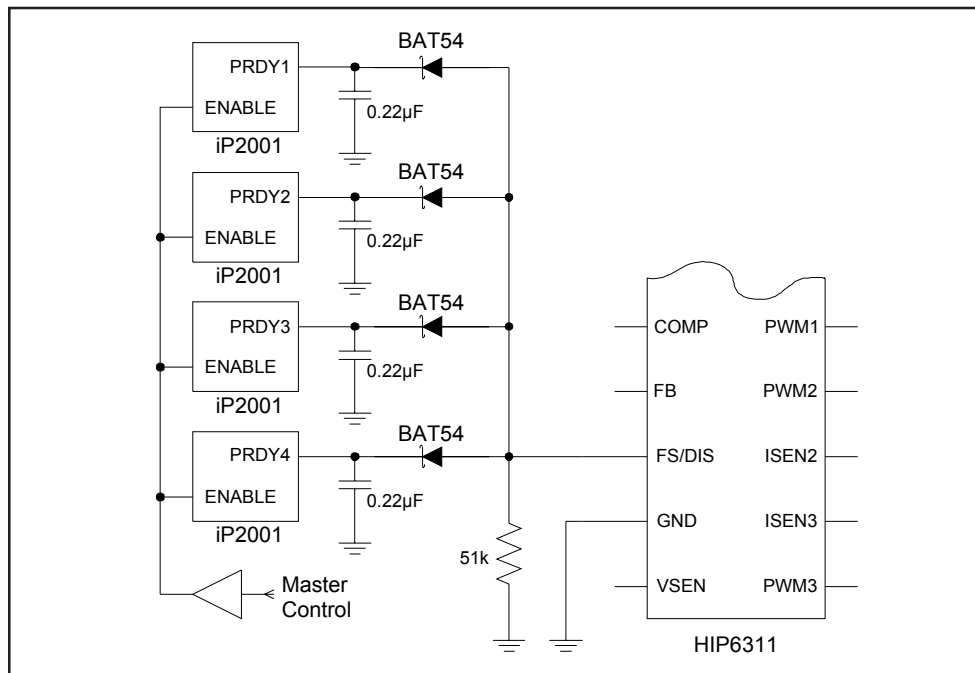 BAT54
PRDY1
ENABLE
0.22µF
iP2001
BAT54
PRDY2
ENABLE
0.22µF
iP2001
BAT54
PRDY3
ENABLE
0.22µF
iP2001
BAT54
PRDY4
ENABLE
0.22µF
iP2001
Master
Control
51k
COMP
PWM1
FB
PWM2
FS/DIS
ISEN2
GND
ISEN3
VSEN
PWM3
HIP6311